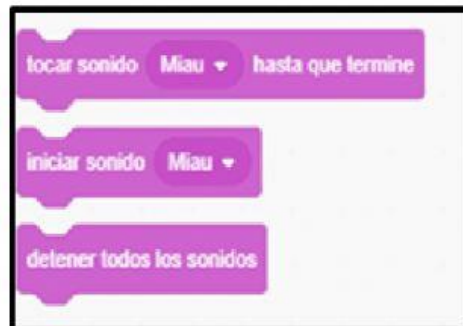 tocar sonido Miau hasta que termine
iniciar sonido Miau
detener todos los sonidos